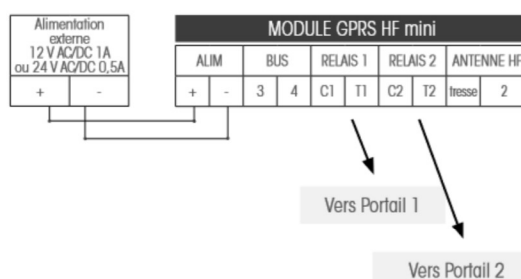 Alimentation
externe
12 V AC/DC 1A
ou 24 V AC/DC 0,5A
+ -
MODULE GPRS HF mini
ALIM BUS RELAIS 1 RELAIS 2 ANTENNE HF
+ - 3 4 C1 T1 C2 T2 tresse 2
Vers Portail 1
Vers Portail 2